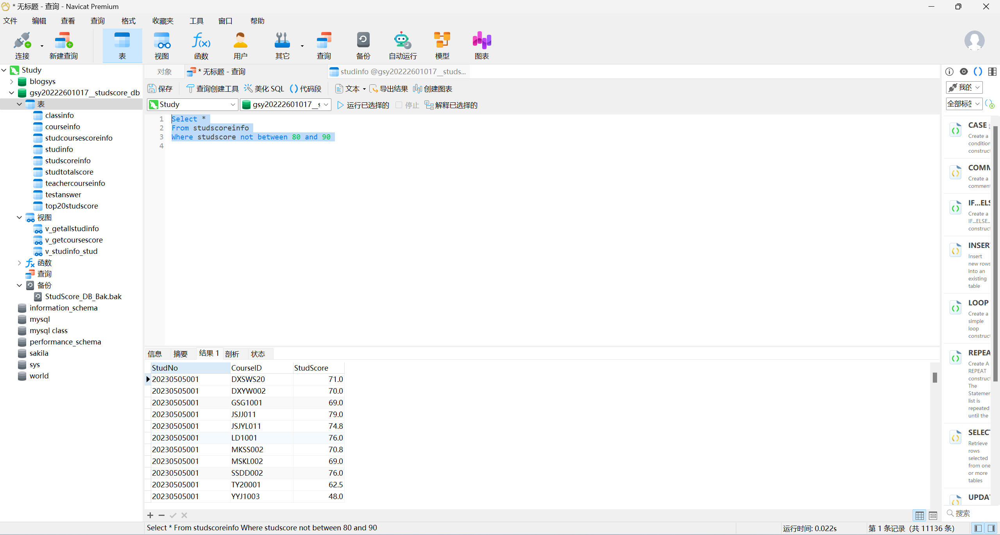 * 无标题 - 查询 - Navicat Premium
文件 编辑 查看 查询 格式 收藏夹 工具 窗口 帮助
连接 新建查询 表 视图 函数 用户 其它 查询 备份 自动运行 模型 图表
Study
blogsys
gsy20222601017__studscore_db
表
classinfo
courseinfo
studcoursescoreinfo
studinfo
studscoreinfo
studtotalscore
teachercourseinfo
testanswer
top20studscore
视图
v_getallstudinfo
v_getcoursescore
v_studinfo_stud
函数
查询
备份
StudScore_DB_Bak.bak
information_schema
mysql
mysql class
performance_schema
sakila
sys
world
对象 * 无标题 - 查询 studinfo @gsy20222601017__studs...
保存 查询创建工具 美化 SQL 代码段 文本 导出结果 创建图表
Study gsy20222601017__s 运行已选择的 停止 解释已选择的
1 Select *
2 From studscoreinfo
3 Where studscore not between 80 and 90
4
信息 摘要 结果 1 剖析 状态
StudNo CourseID StudScore
20230505001 DXSWS20 71.0
20230505001 DXYW002 70.0
20230505001 GSG1001 69.0
20230505001 JSJJ011 79.0
20230505001 JSJYL011 74.8
20230505001 LD1001 76.0
20230505001 MKSS002 70.8
20230505001 MSKL002 69.0
20230505001 SSDD002 76.0
20230505001 TY20001 62.5
20230505001 YYJ1003 48.0
Select * From studscoreinfo Where studscore not between 80 and 90
运行时间: 0.022s
第 1 条记录 (共 11136 条)
我的
全部标签
CASE
Create a
condition
construc
COMM
Create a
comment
IF...ELS
Create a
IF...ELSE...
construc
INSER
Insert
new rows
into an
existing
table
LOOP
Create a
simple
loop
construc
REPEA
Create A
REPEAT
construc
The
Statemer
list is
repeated
until the
SELEC
Retrieve
rows
selected
from one
or more
tables
UPDA
搜索